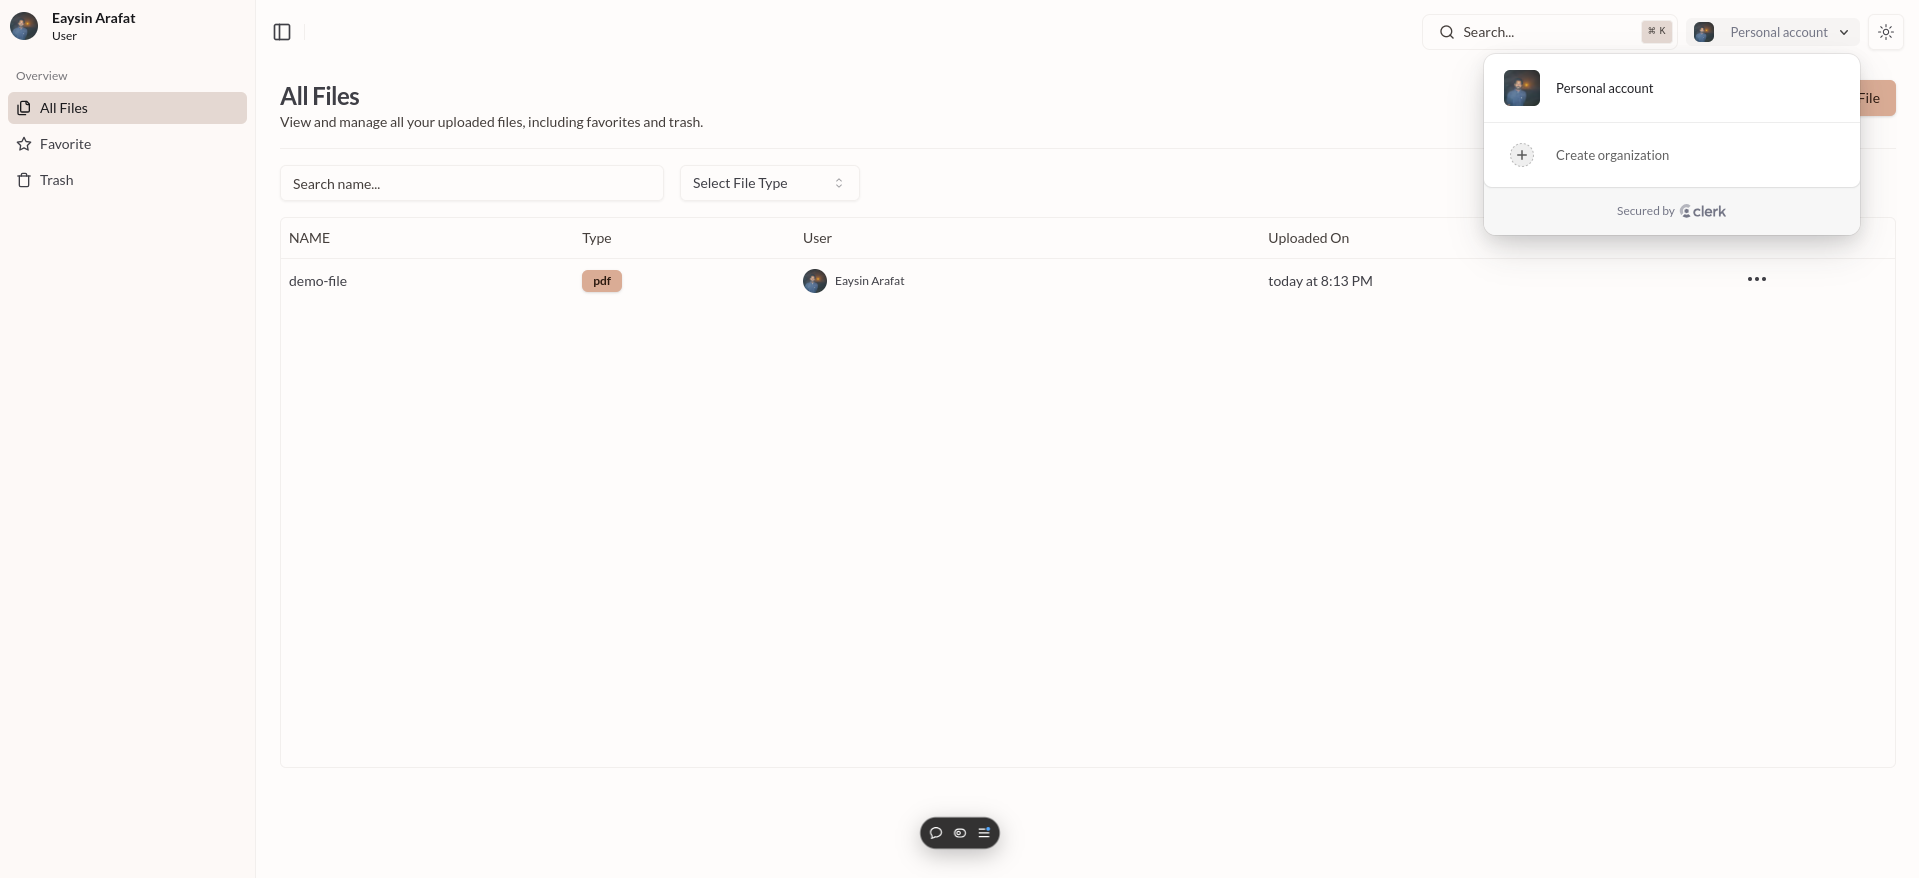 Eaysin Arafat
User
Overview
All Files
Favorite
Trash
Search...
⌘ K
Personal account
All Files
View and manage all your uploaded files, including favorites and trash.
File
Personal account
Create organization
Secured by clerk
Search name...
Select File Type
NAME Type User Uploaded On
demo-file pdf Eaysin Arafat today at 8:13 PM